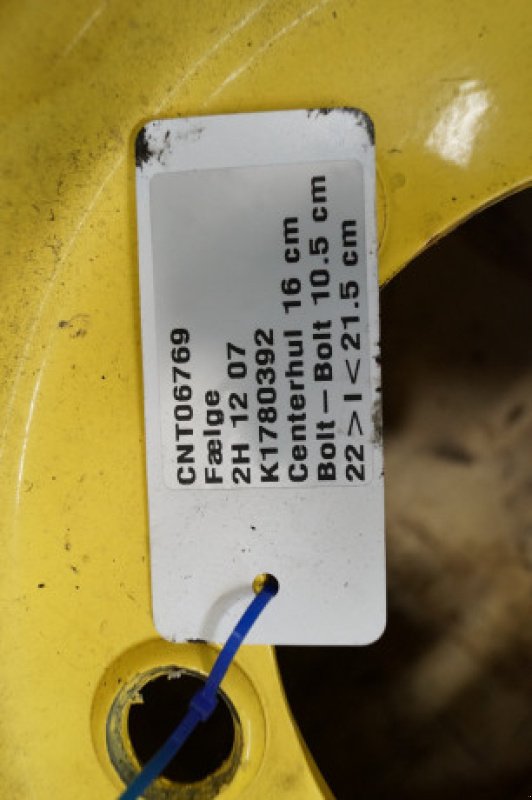 CNT06769
Fælge
2H 12 07
K1780392
Centerhul 16 cm
Bolt – Bolt 10.5 cm
22 > I < 21.5 cm